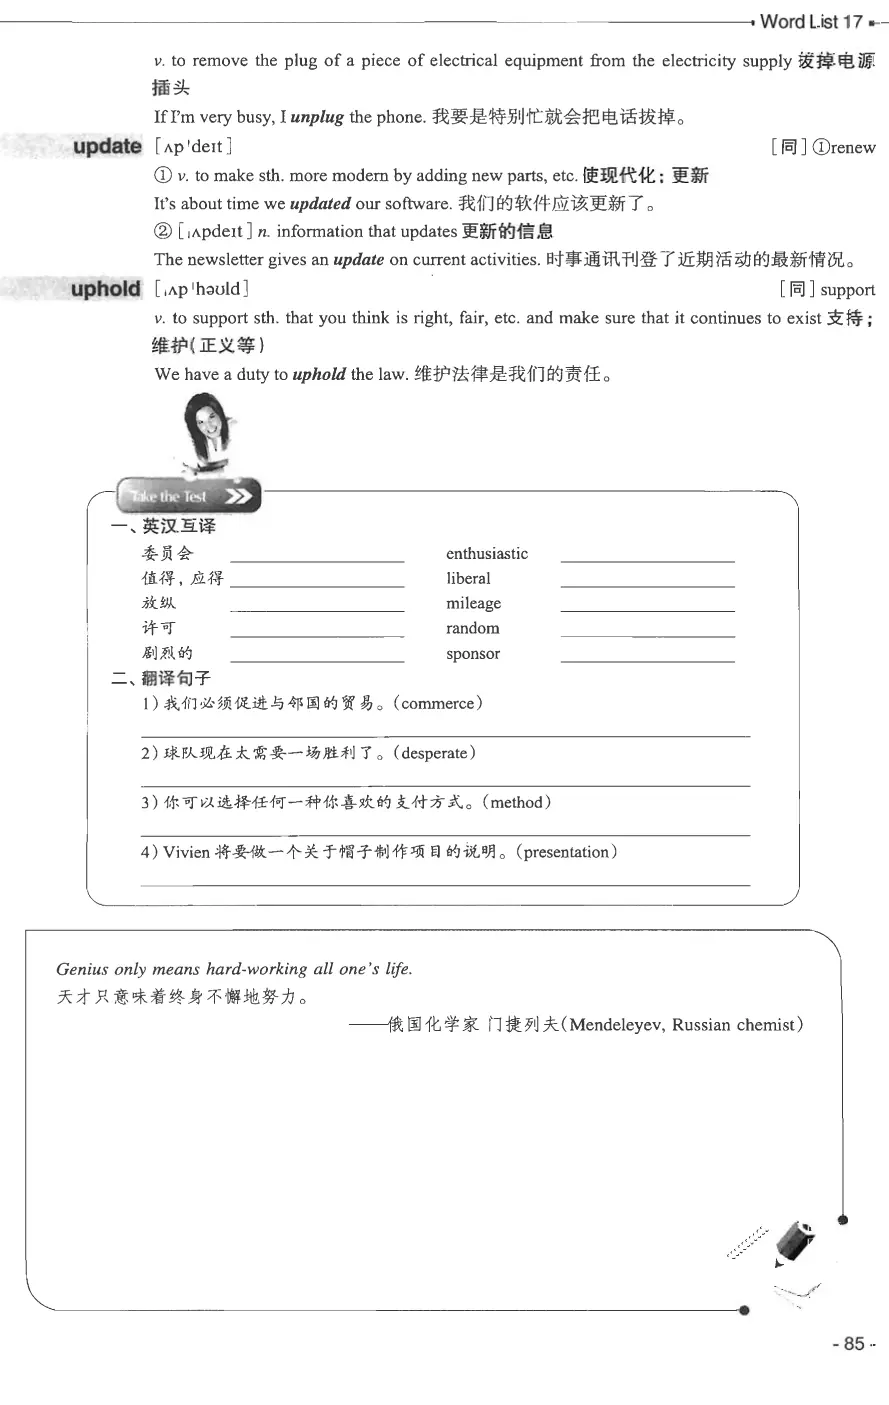 Word List 17
v. to remove the plug of a piece of electrical equipment from the electricity supply 拔掉电源
插头
If I'm very busy, I unplug the phone. 我要是特别忙就会把电话拔掉。
update [ʌpˈdeɪt] [同]①renew
① v. to make sth. more modern by adding new parts, etc. 使现代化；更新
It's about time we updated our software. 我们的软件应该更新了。
② [ˌʌpdeɪt] n. information that updates 更新的信息
The newsletter gives an update on current activities. 时事通讯刊登了近期活动的最新情况。
uphold [ˌʌpˈhəʊld] [同] support
v. to support sth. that you think is right, fair, etc. and make sure that it continues to exist 支持；
维护(正义等)
We have a duty to uphold the law. 维护法律是我们的责任。
Take the Test
一、英汉互译
委员会 enthusiastic
值得，应得 liberal
放纵 mileage
许可 random
剧烈的 sponsor
二、翻译句子
1) 我们必须促进与邻国的贸易。(commerce)
2) 球队现在太需要一场胜利了。(desperate)
3) 你可以选择任何一种你喜欢的支付方式。(method)
4) Vivien 将要做一个关于帽子制作项目的说明。(presentation)
Genius only means hard-working all one's life.
天才只意味着终身不懈地努力。
——俄国化学家 门捷列夫(Mendeleyev, Russian chemist)
- 85 -